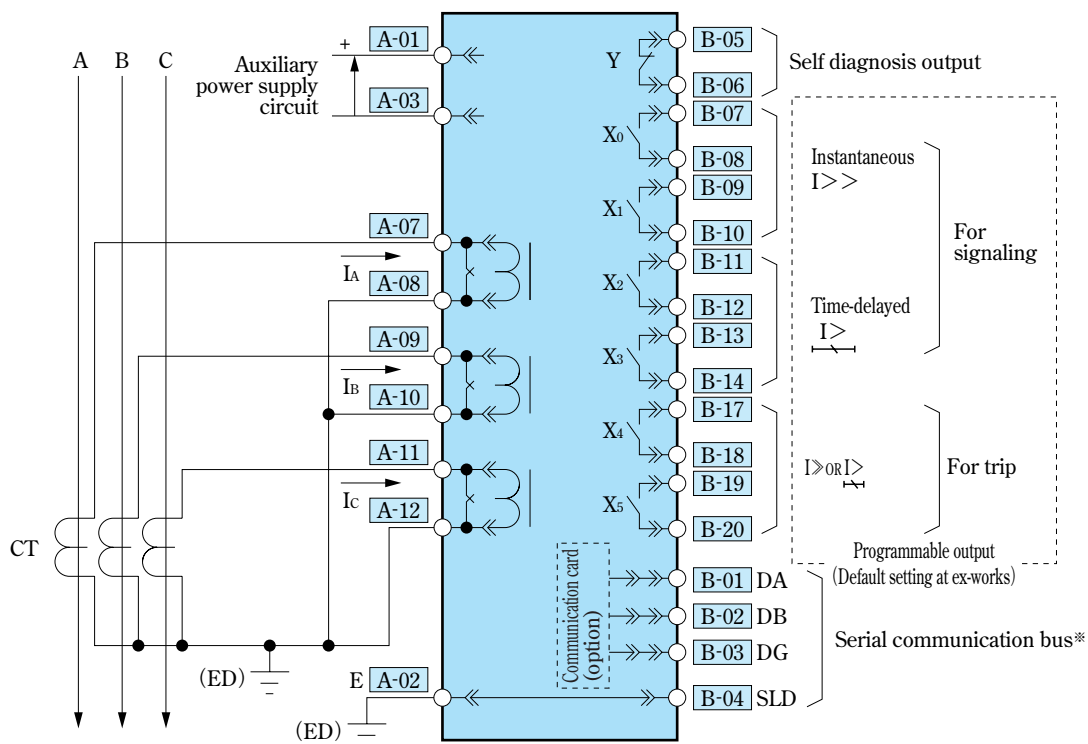 A B C
+
A-01
Auxiliary
power supply
circuit
A-03
A-07
IA
A-08
A-09
IB
A-10
A-11
IC
A-12
CT
(ED)
E A-02
(ED)
Y
X0
X1
X2
X3
X4
X5
Communication card
(option)
B-05
B-06
Self diagnosis output
B-07
B-08
B-09
B-10
Instantaneous
I>>
B-11
B-12
B-13
B-14
Time-delayed
I>
For
signaling
B-17
B-18
B-19
B-20
I≫ OR I>
For trip
Programmable output
(Default setting at ex-works)
B-01 DA
B-02 DB
B-03 DG
B-04 SLD
Serial communication bus※